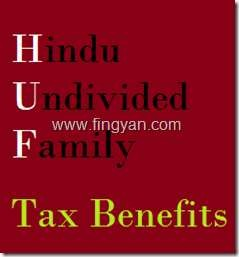 Hindu
Undivided
www.fingyan.com
Family
Tax Benefits